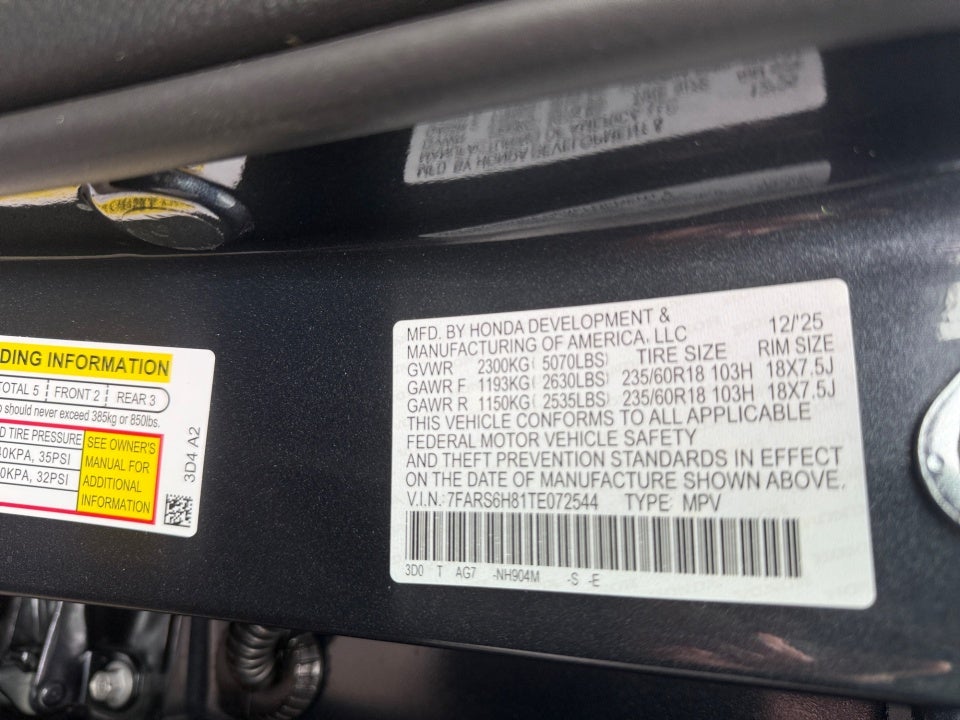 DING INFORMATION
TOTAL 5 FRONT 2 REAR 3
should never exceed 385kg or 850lbs.
TIRE PRESSURE
40KPA, 35PSI
0KPA, 32PSI
SEE OWNER'S
MANUAL FOR
ADDITIONAL
INFORMATION
3D4 A2
MFD. BY HONDA DEVELOPMENT & 12/'25
MANUFACTURING OF AMERICA, LLC
GVWR 2300KG( 5070LBS) TIRE SIZE RIM SIZE
GAWR F 1193KG( 2630LBS) 235/60R18 103H 18X7.5J
GAWR R 1150KG( 2535LBS) 235/60R18 103H 18X7.5J
THIS VEHICLE CONFORMS TO ALL APPLICABLE
FEDERAL MOTOR VEHICLE SAFETY
AND THEFT PREVENTION STANDARDS IN EFFECT
ON THE DATE OF MANUFACTURE SHOWN ABOVE.
V.I.N.: 7FARS6H81TE072544 TYPE: MPV
3D0 T AG7 -NH904M -S -E